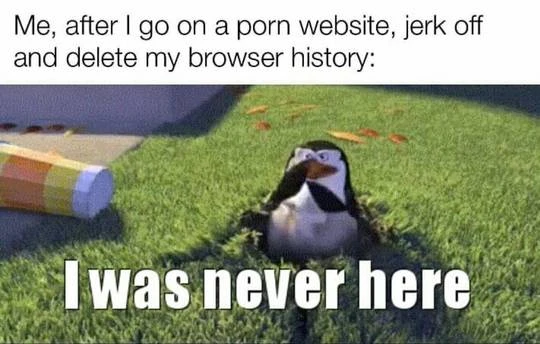 Me, after I go on a porn website, jerk off
and delete my browser history:
I was never here